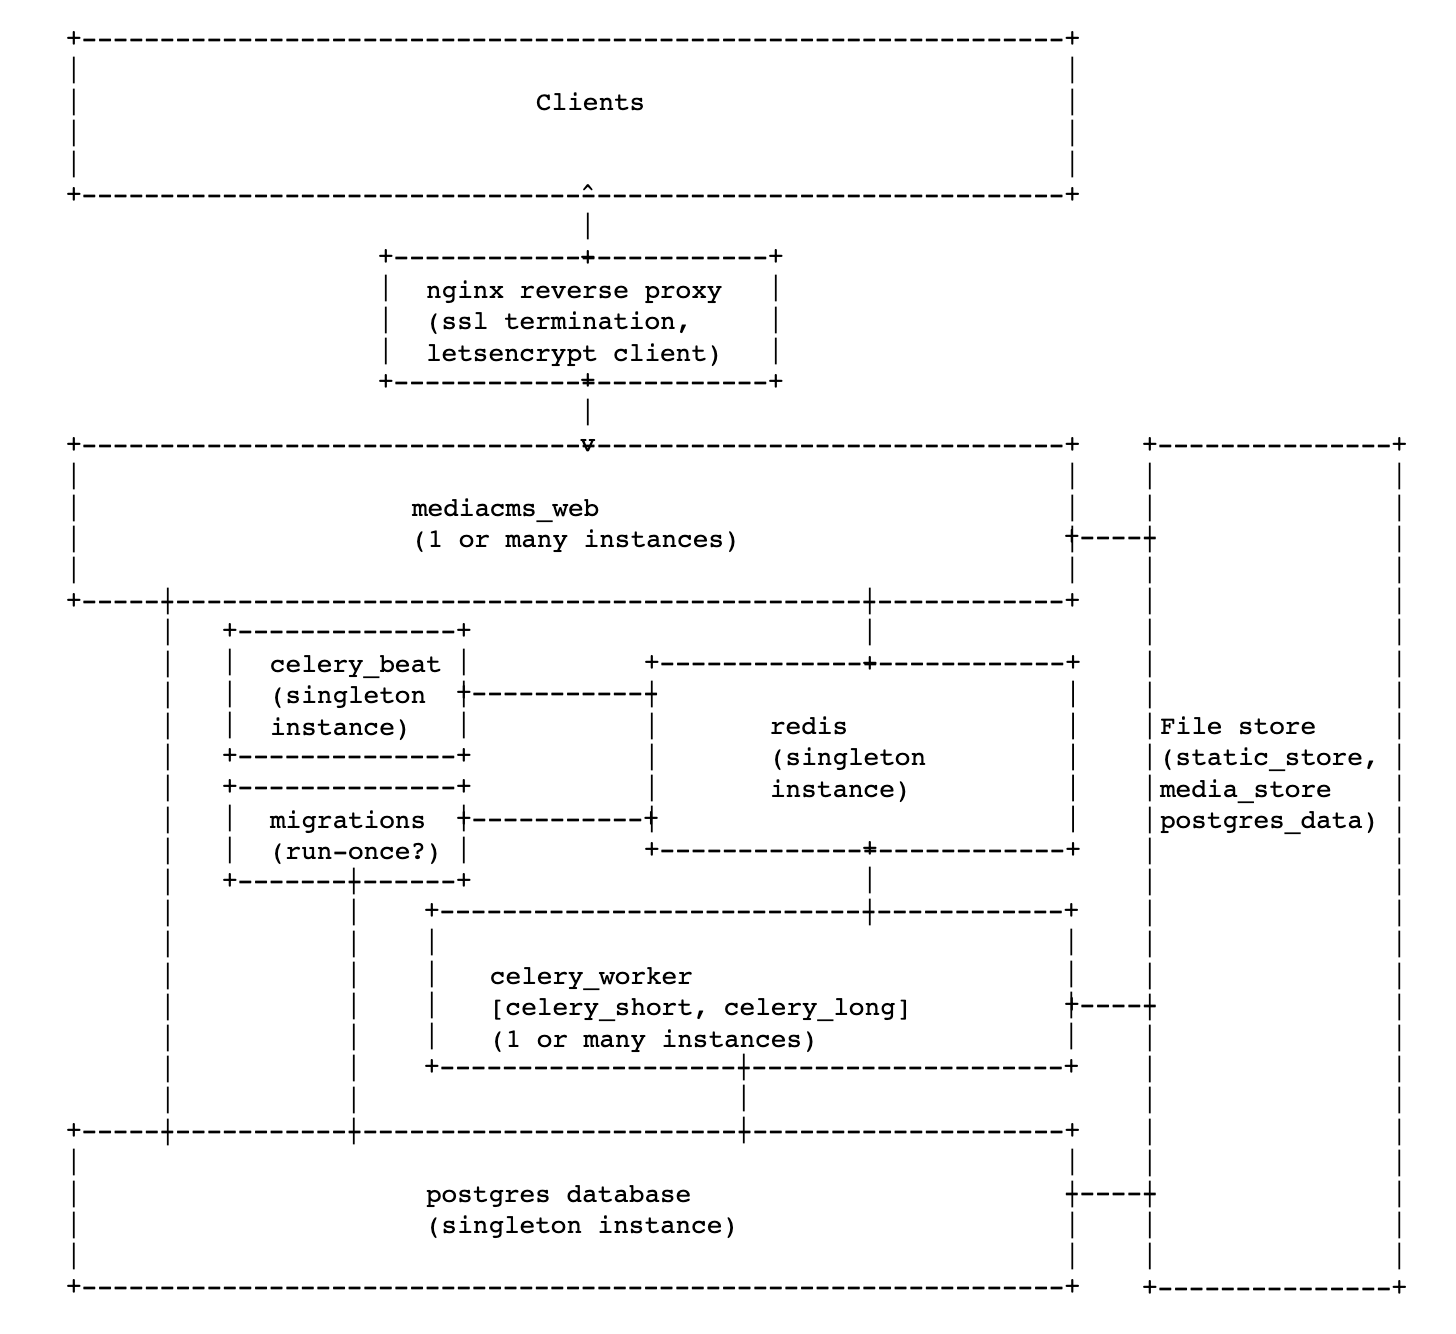 Clients
nginx reverse proxy
(ssl termination,
letsencrypt client)
mediacms_web
(1 or many instances)
celery_beat
(singleton
instance)
migrations
(run-once?)
redis
(singleton
instance)
File store
(static_store,
media_store
postgres_data)
celery_worker
[celery_short, celery_long]
(1 or many instances)
postgres database
(singleton instance)